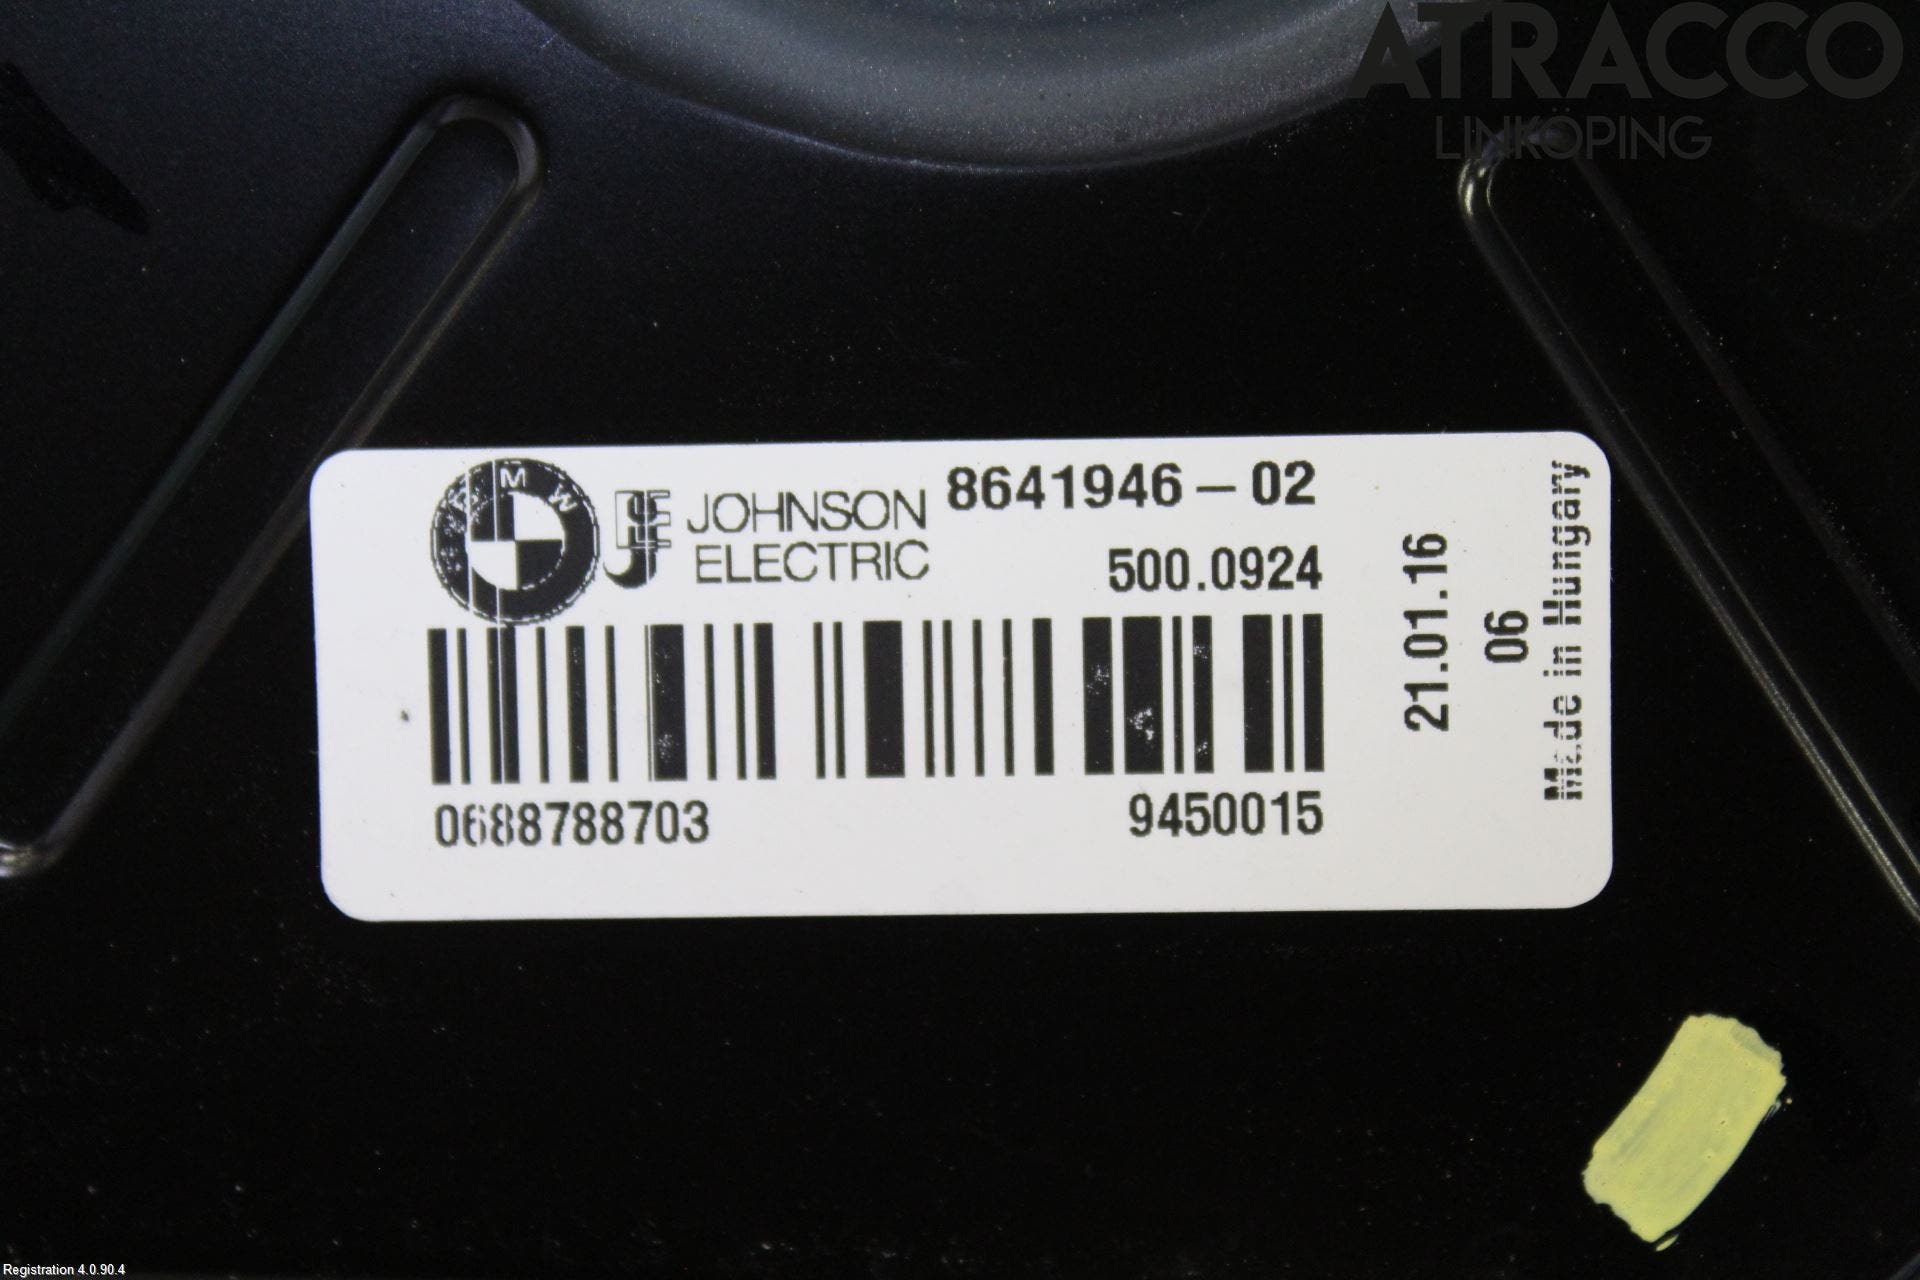 ATRACCO
LINKÖPING
BMW
JOHNSON
ELECTRIC
8641946-02
500.0924
0688788703
9450015
21.01.16
06
Made in Hungary
Registration 4.0.90.4